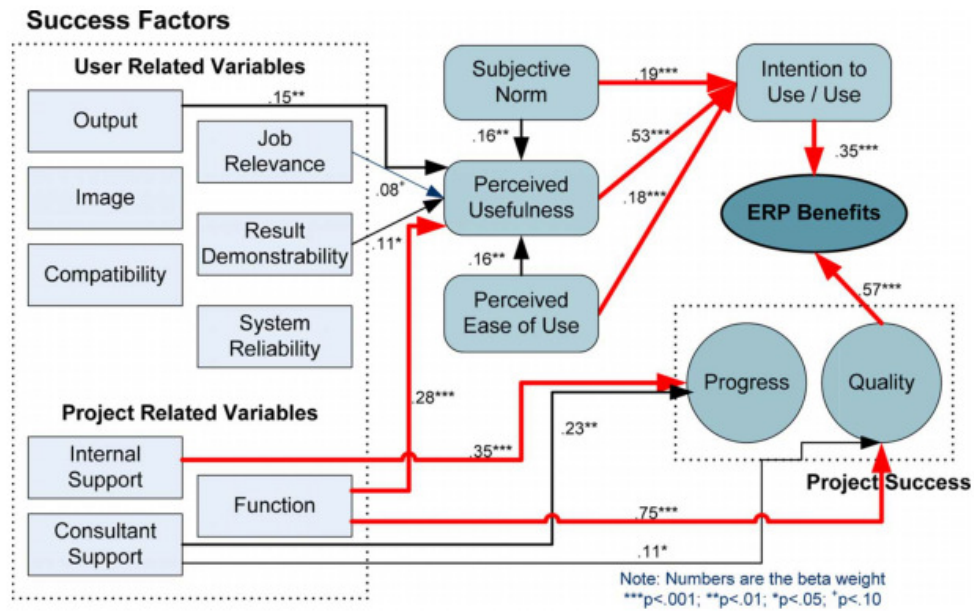 Success Factors
User Related Variables
Output
Image
Compatibility
Job
Relevance
Result
Demonstrability
System
Reliability
Project Related Variables
Internal
Support
Consultant
Support
Function
.15**
.08+
.11*
.28***
.35***
.23**
.75***
.11*
Subjective
Norm
.16**
Perceived
Usefulness
.16**
Perceived
Ease of Use
.19***
.53***
.18***
Intention to
Use / Use
.35***
ERP Benefits
.57***
Progress
Quality
Project Success
Note: Numbers are the beta weight
***p<.001; **p<.01; *p<.05; +p<.10